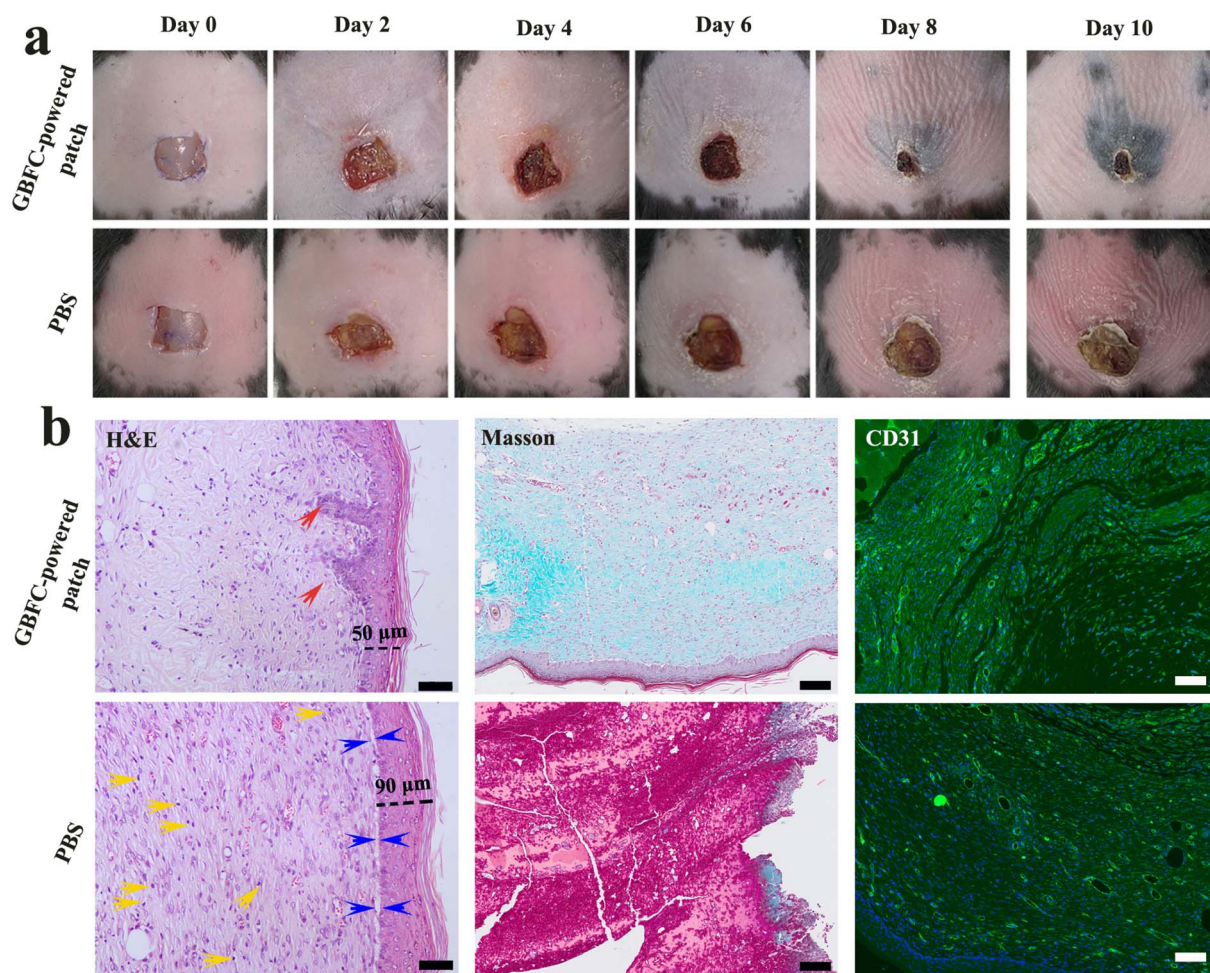 a
Day 0
Day 2
Day 4
Day 6
Day 8
Day 10
GBFC-powered
patch
PBS
b
H&E
Masson
CD31
GBFC-powered
patch
50 μm
PBS
90 μm